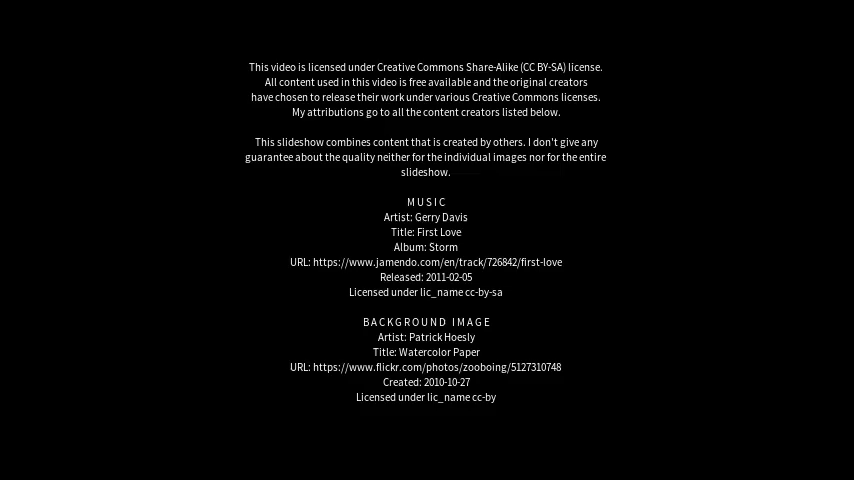 This video is licensed under Creative Commons Share-Alike (CC BY-SA) license.
All content used in this video is free available and the original creators
have chosen to release their work under various Creative Commons licenses.
My attributions go to all the content creators listed below.
This slideshow combines content that is created by others. I don't give any
guarantee about the quality neither for the individual images nor for the entire
slideshow.
MUSIC
Artist: Gerry Davis
Title: First Love
Album: Storm
URL: https://www.jamendo.com/en/track/726842/first-love
Released: 2011-02-05
Licensed under lic_name cc-by-sa
BACKGROUND IMAGE
Artist: Patrick Hoesly
Title: Watercolor Paper
URL: https://www.flickr.com/photos/zooboing/5127310748
Created: 2010-10-27
Licensed under lic_name cc-by